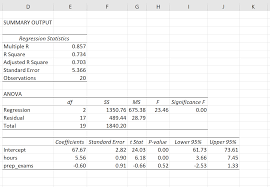 D E F G H I J K
SUMMARY OUTPUT
Regression Statistics
Multiple R 0.857
R Square 0.734
Adjusted R Square 0.703
Standard Error 5.366
Observations 20
ANOVA
df SS MS F Significance F
Regression 2 1350.76 675.38 23.46 0.00
Residual 17 489.44 28.79
Total 19 1840.20
Coefficients Standard Error t Stat P-value Lower 95% Upper 95%
Intercept 67.67 2.82 24.03 0.00 61.73 73.61
hours 5.56 0.90 6.18 0.00 3.66 7.45
prep_exams -0.60 0.91 -0.66 0.52 -2.53 1.33